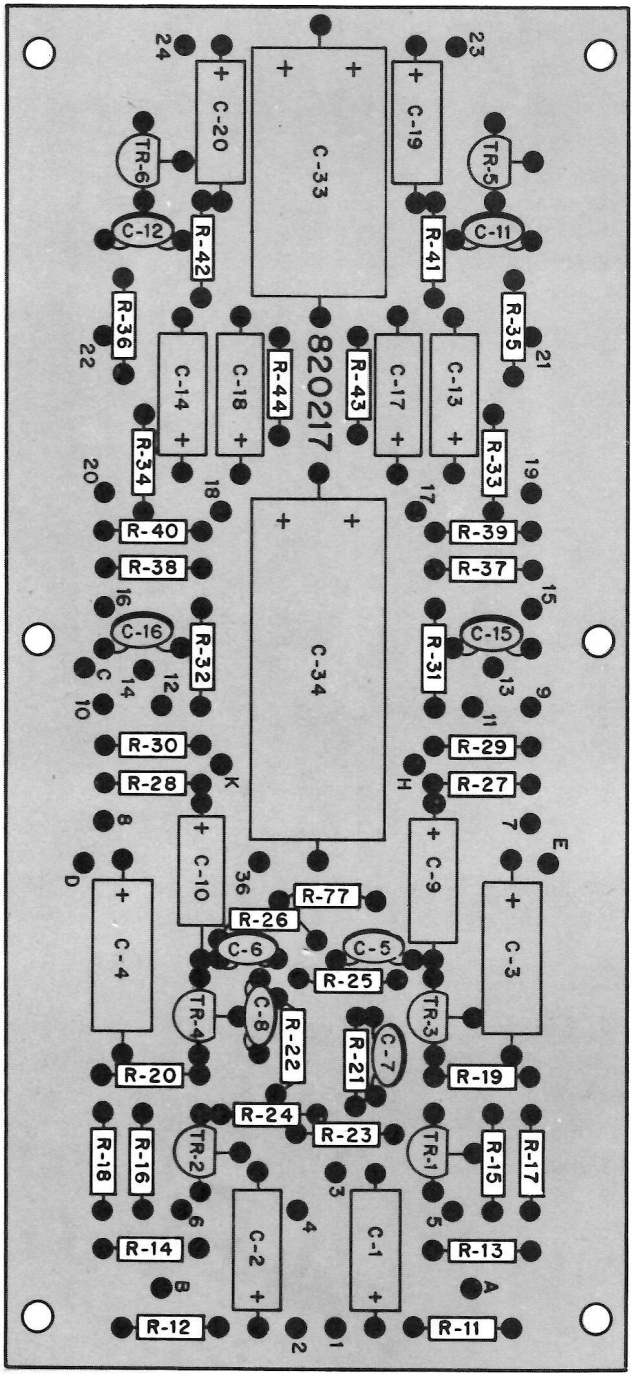 24
23
+
C-20
+
+
C-33
+
C-19
TR-6
TR-5
C-12
C-11
R-42
R-41
R-36
22
R-35
21
C-14
+
C-18
+
R-44
820217
R-43
C-17
+
C-13
+
R-34
R-33
20
19
18
17
+
+
C-34
R-40
R-39
R-38
R-37
16
15
C-16
C-15
R-32
R-31
C
14
12
13
10
11
9
R-30
R-29
R-28
R-27
K
H
8
7
D
E
36
+
C-10
+
C-9
+
C-4
+
C-3
R-77
R-26
C-6
C-5
R-25
TR-4
C-8
R-22
R-21
C-7
TR-3
R-20
R-19
R-24
R-23
R-18
R-16
TR-2
TR-1
R-15
R-17
6
4
3
5
C-2
+
C-1
+
R-14
R-13
B
A
R-12
2
1
R-11